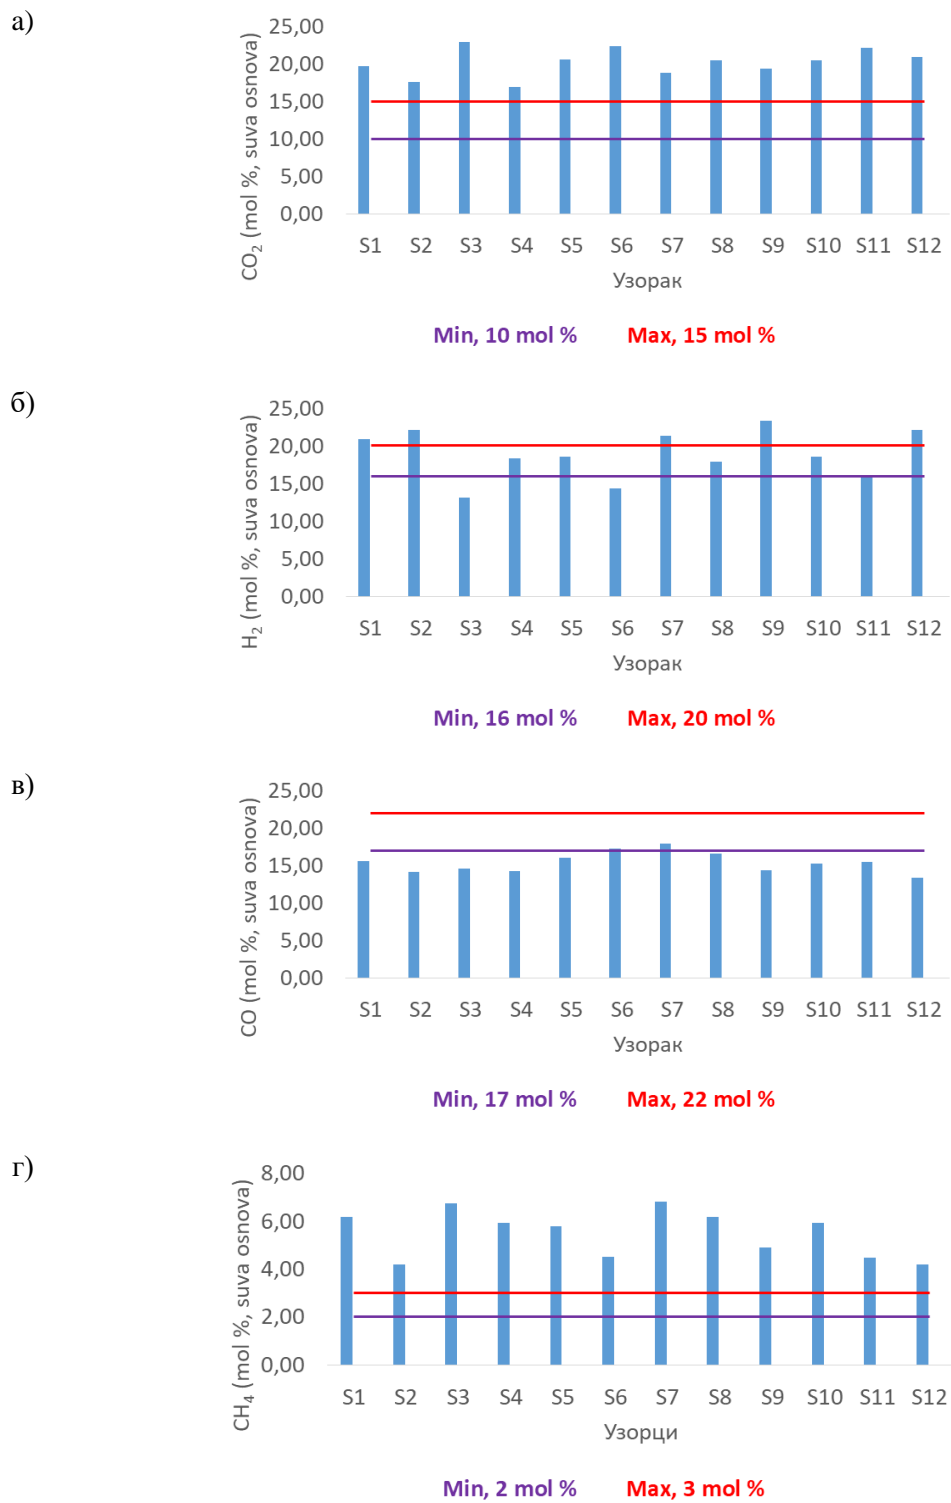 а)
CO₂ (mol %, suva osnova)
25,00
20,00
15,00
10,00
5,00
0,00
S1 S2 S3 S4 S5 S6 S7 S8 S9 S10 S11 S12
Узорак
Min, 10 mol % Max, 15 mol %
б)
H₂ (mol %, suva osnova)
25,00
20,00
15,00
10,00
5,00
0,00
S1 S2 S3 S4 S5 S6 S7 S8 S9 S10 S11 S12
Узорак
Min, 16 mol % Max, 20 mol %
в)
CO (mol %, suva osnova)
25,00
20,00
15,00
10,00
5,00
0,00
S1 S2 S3 S4 S5 S6 S7 S8 S9 S10 S11 S12
Узорак
Min, 17 mol % Max, 22 mol %
г)
CH₄ (mol %, suva osnova)
8,00
6,00
4,00
2,00
0,00
S1 S2 S3 S4 S5 S6 S7 S8 S9 S10 S11 S12
Узорци
Min, 2 mol % Max, 3 mol %